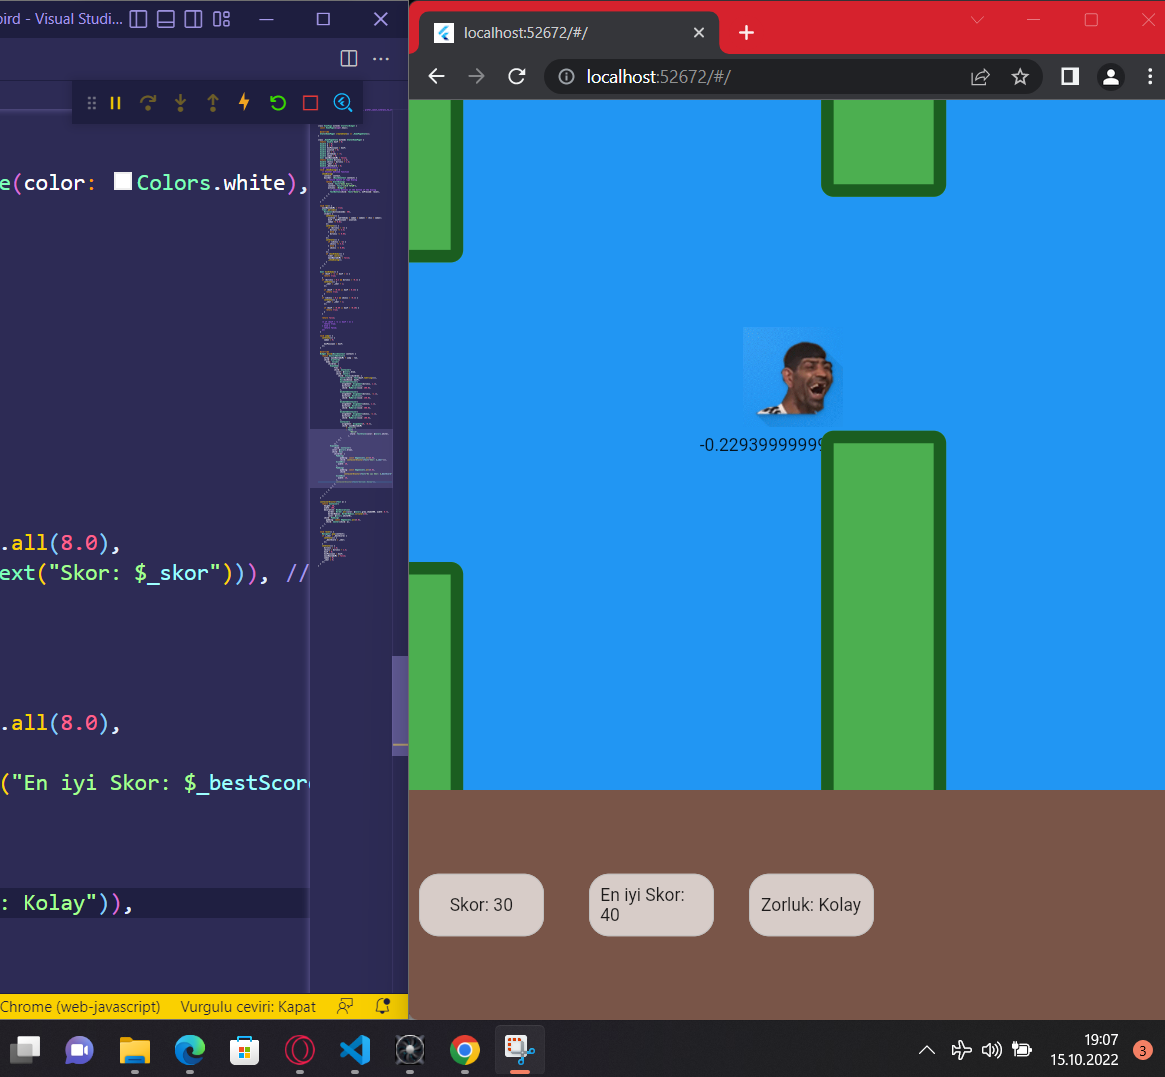 bird - Visual Studi...
localhost:52672/#/
localhost:52672/#/
e(color: Colors.white),
.all(8.0),
ext("Skor: $_skor"))), //
.all(8.0),
("En iyi Skor: $_bestScor
: Kolay")),
-0.22939999999
Skor: 30
En iyi Skor:
40
Zorluk: Kolay
Chrome (web-javascript) Vurgulu ceviri: Kapat
19:07
15.10.2022
3